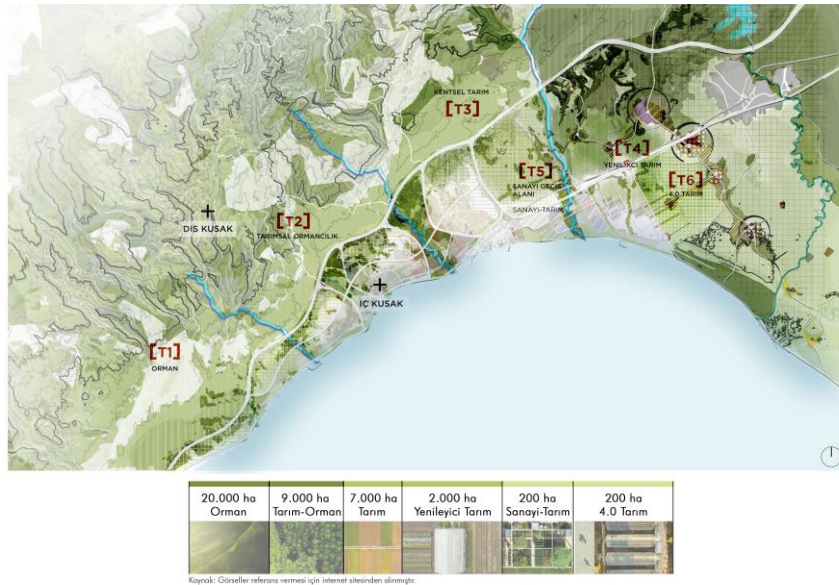 KENTSEL TARIM
[T3]
[T4]
YENİLİKÇİ TARIM
[T5]
SANAYİ GEÇİŞ
ALANI
[T6]
4.0 TARIM
SANAYİ-TARIM
DIŞ KUŞAK
[T2]
TARIMSAL ORMANCILIK
İÇ KUŞAK
[T1]
ORMAN
20.000 ha
Orman
9.000 ha
Tarım-Orman
7.000 ha
Tarım
2.000 ha
Yenileyici Tarım
200 ha
Sanayi-Tarım
200 ha
4.0 Tarım
Kaynak: Görseller referans vermesi için internet sitesinden alınmıştır.